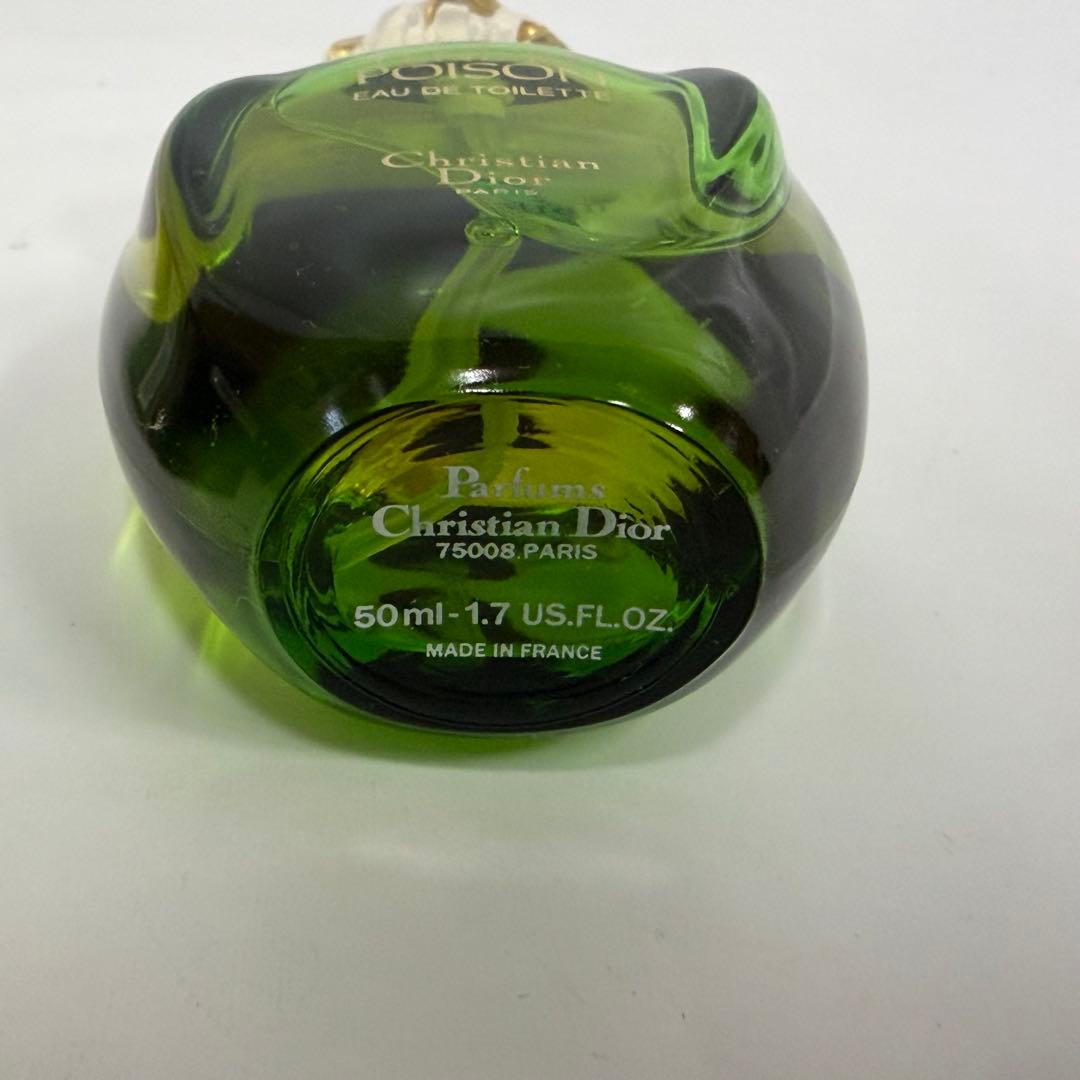 POISON
EAU DE TOILETTE
Christian
Dior
PARIS
Parfums
Christian Dior
75008.PARIS
50ml-1.7 US.FL.OZ.
MADE IN FRANCE